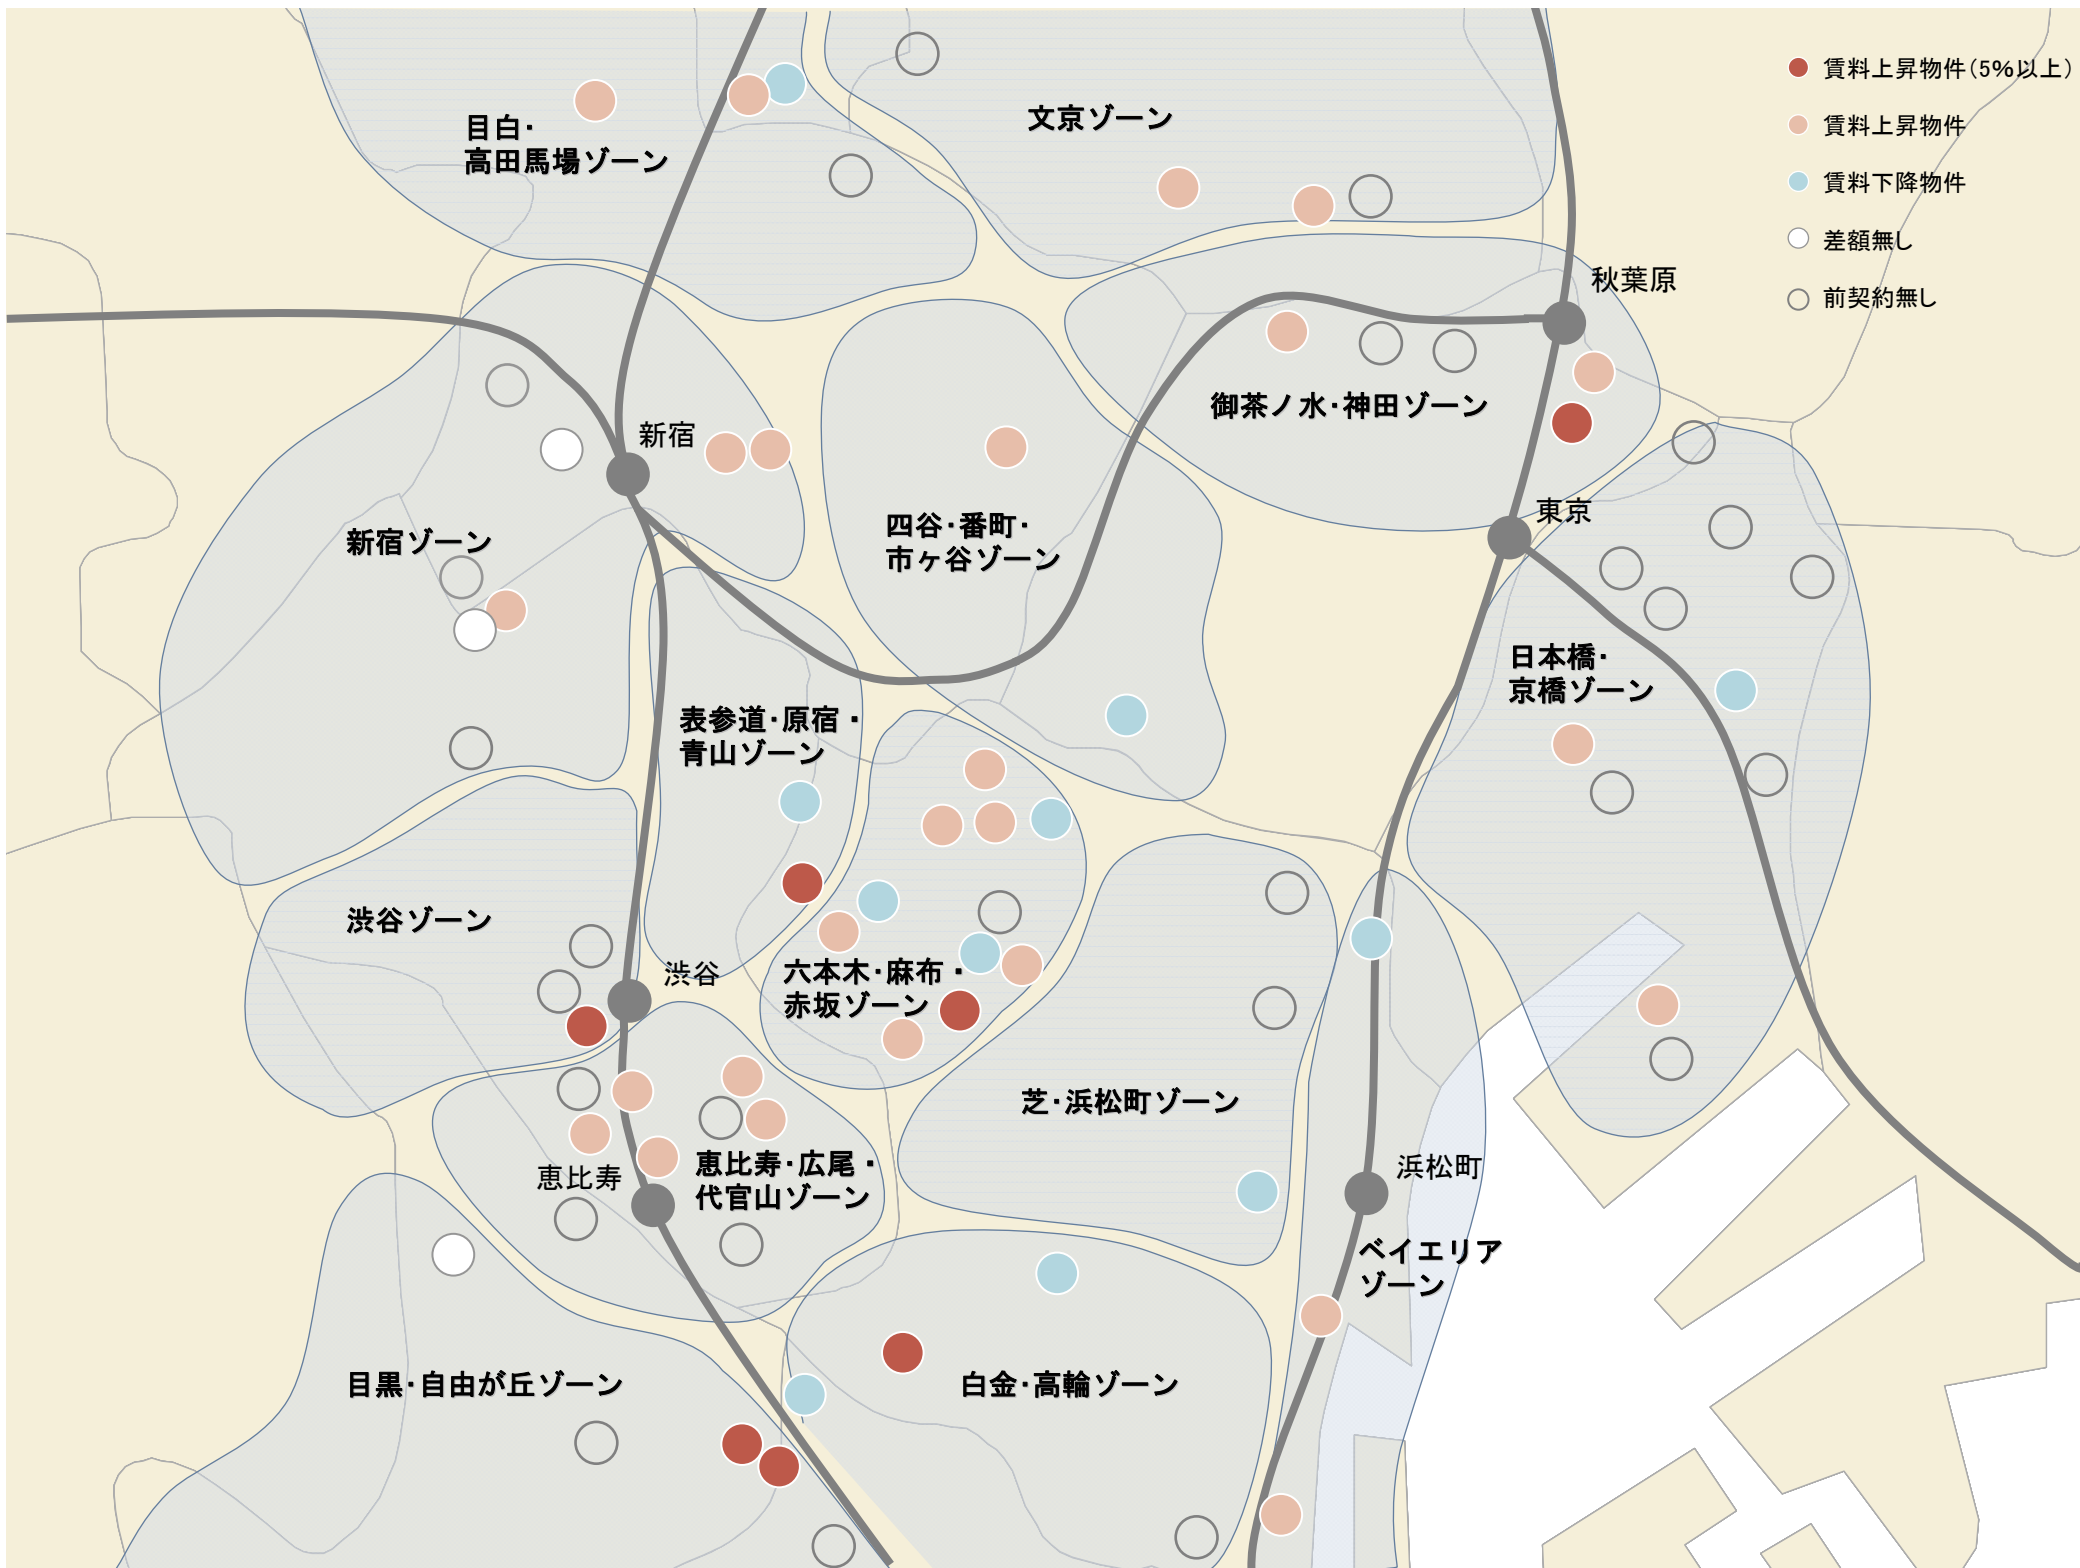 賃料上昇物件(5%以上)
賃料上昇物件
賃料下降物件
差額無し
前契約無し
目白・
高田馬場ゾーン
文京ゾーン
秋葉原
御茶ノ水・神田ゾーン
新宿
東京
四谷・番町・
市ヶ谷ゾーン
新宿ゾーン
日本橋・
京橋ゾーン
表参道・原宿・
青山ゾーン
渋谷ゾーン
渋谷
六本木・麻布・
赤坂ゾーン
芝・浜松町ゾーン
恵比寿
恵比寿・広尾・
代官山ゾーン
浜松町
ベイエリア
ゾーン
目黒・自由が丘ゾーン
白金・高輪ゾーン